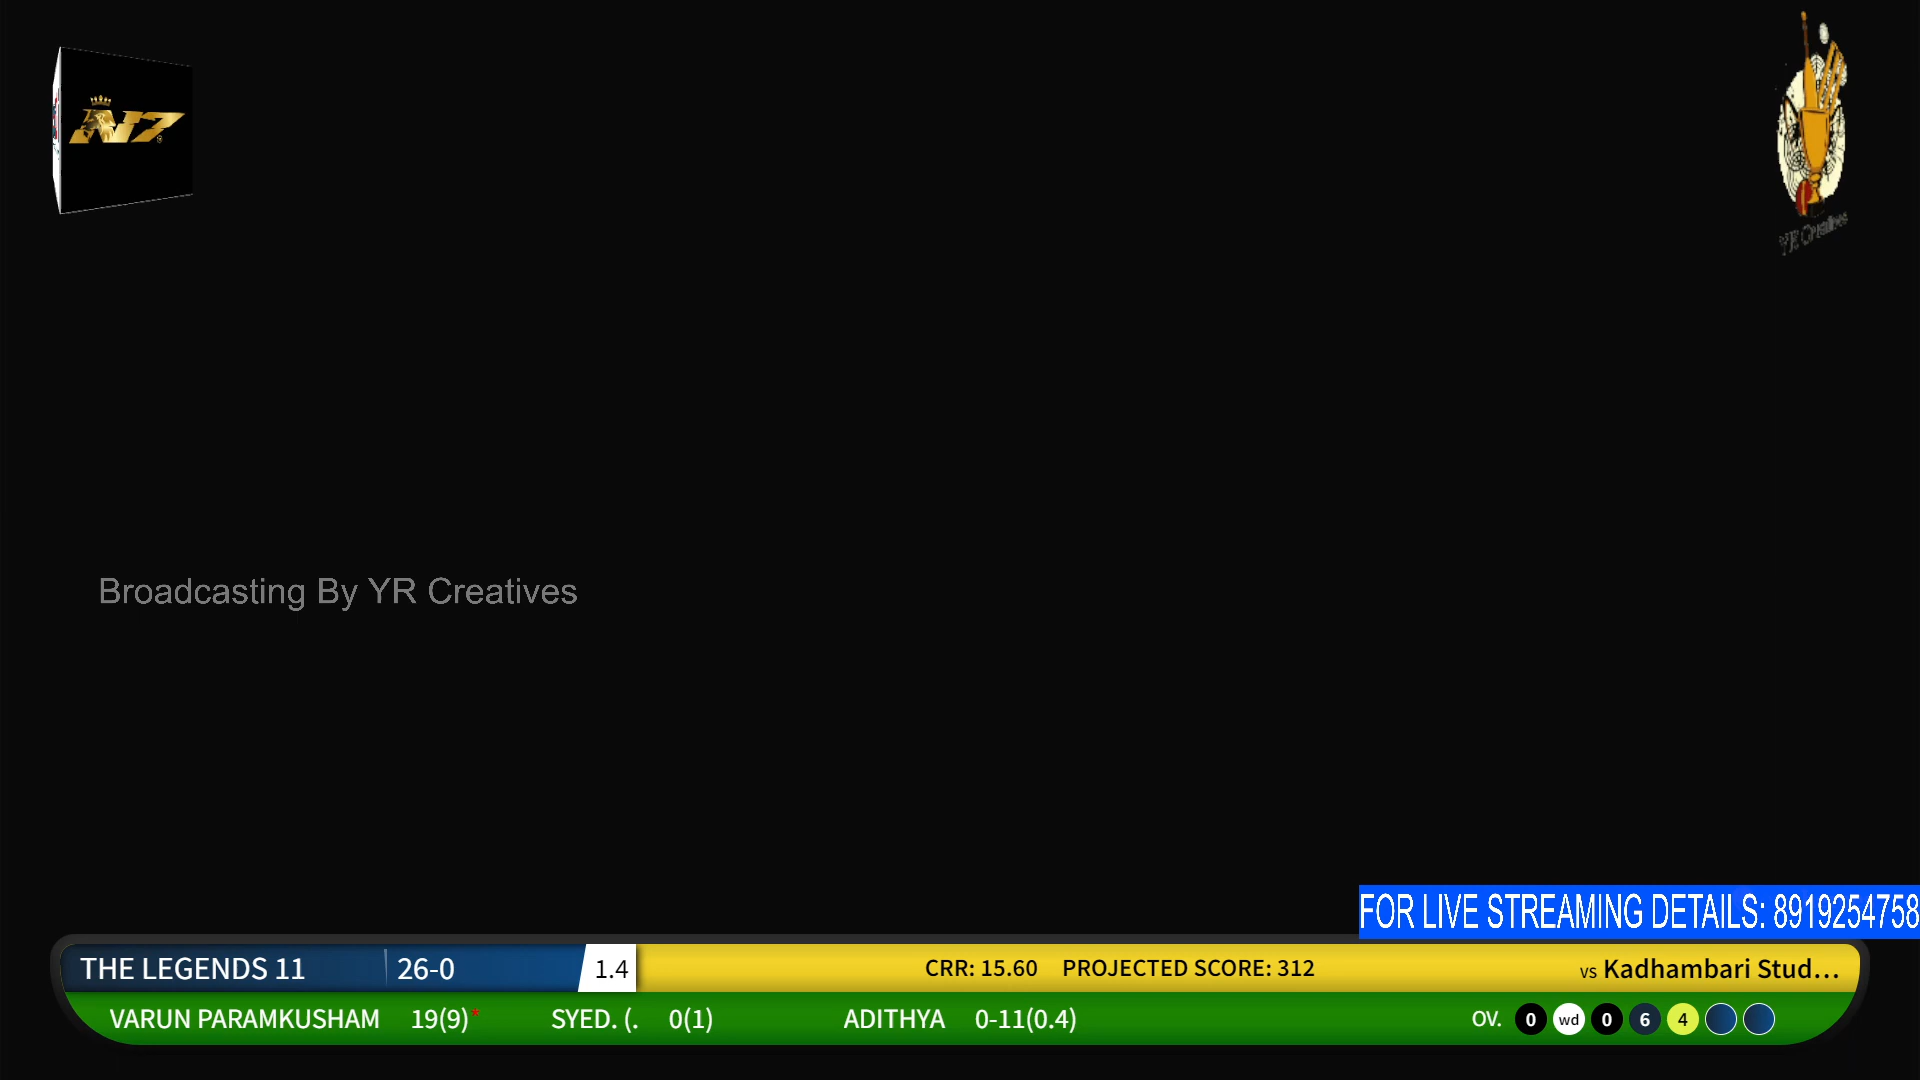 N7
YR Creatives
Broadcasting By YR Creatives
FOR LIVE STREAMING DETAILS: 8919254758
THE LEGENDS 11 26-0 1.4 CRR: 15.60 PROJECTED SCORE: 312 vs Kadhambari Stud...
VARUN PARAMKUSHAM 19(9)* SYED. (. 0(1) ADITHYA 0-11(0.4) OV. 0 wd 0 6 4